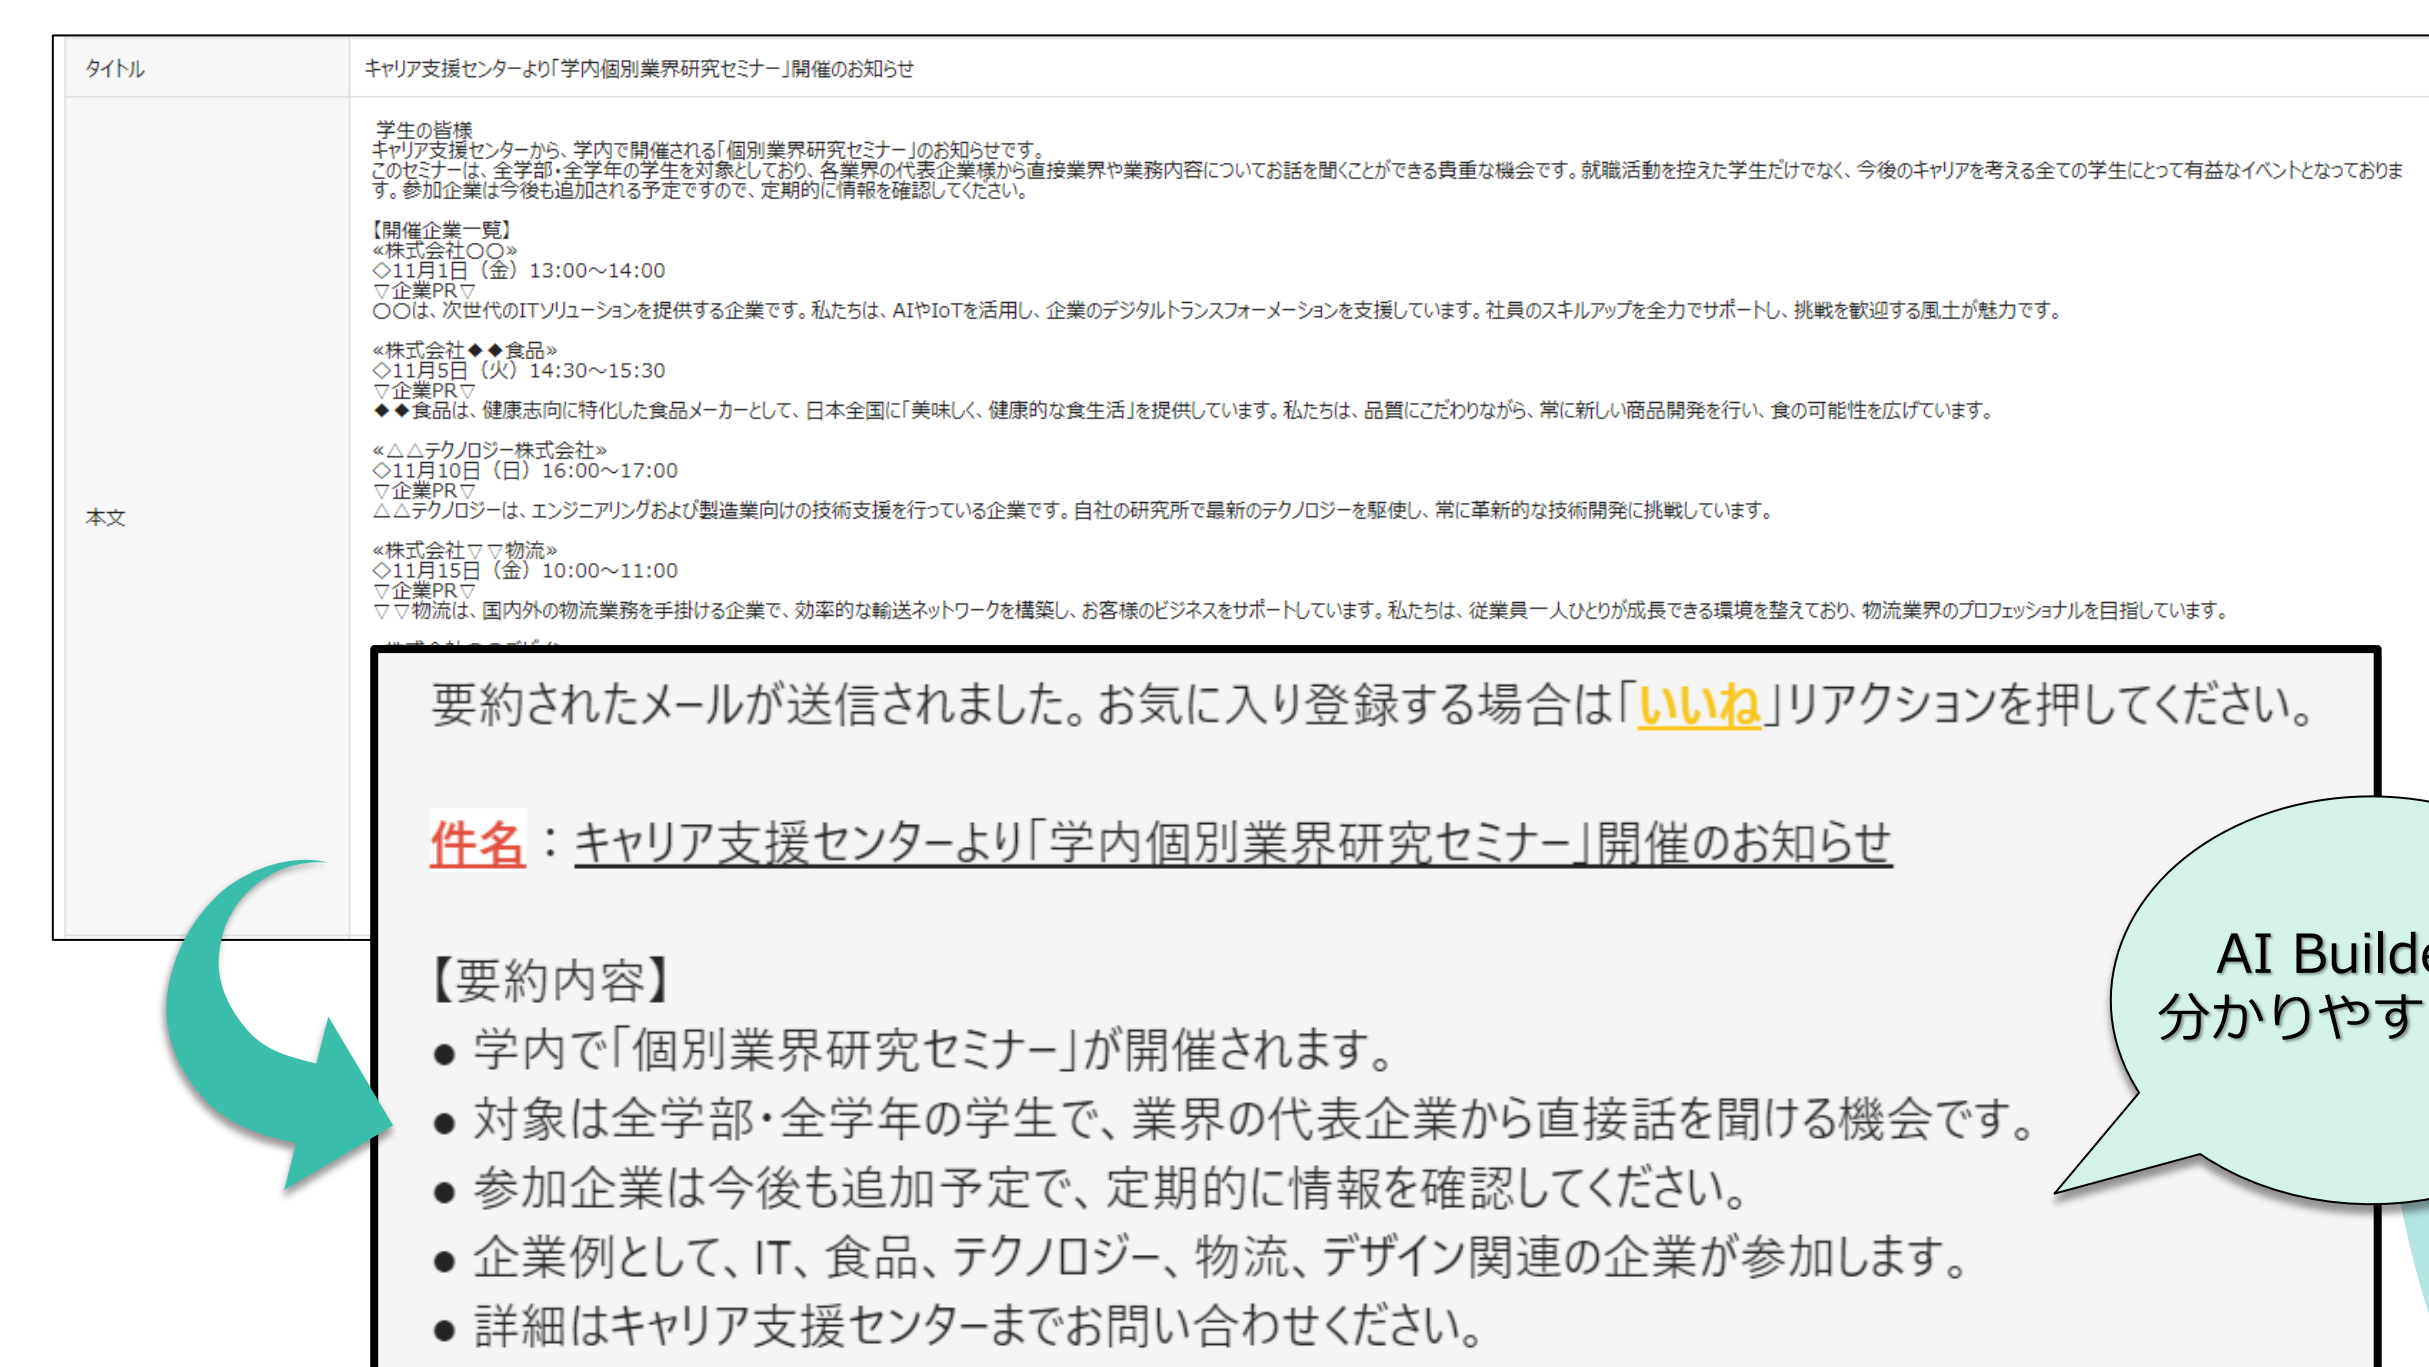 タイトル
キャリア支援センターより「学内個別業界研究セミナー」開催のお知らせ
本文
学生の皆様
キャリア支援センターから、学内で開催される「個別業界研究セミナー」のお知らせです。
このセミナーは、全学部・全学年の学生を対象としており、各業界の代表企業様から直接業界や業務内容についてお話を聞くことができる貴重な機会です。就職活動を控えた学生だけでなく、今後のキャリアを考える全ての学生にとって有益なイベントとなっておりま
す。参加企業は今後も追加される予定ですので、定期的に情報を確認してください。
【開催企業一覧】
≪株式会社〇〇≫
◇11月1日（金）13:00～14:00
▽企業PR▽
〇〇は、次世代のITソリューションを提供する企業です。私たちは、AIやIoTを活用し、企業のデジタルトランスフォーメーションを支援しています。社員のスキルアップを全力でサポートし、挑戦を歓迎する風土が魅力です。
≪株式会社◆◆食品≫
◇11月5日（火）14:30～15:30
▽企業PR▽
◆◆食品は、健康志向に特化した食品メーカーとして、日本全国に「美味しく、健康的な食生活」を提供しています。私たちは、品質にこだわりながら、常に新しい商品開発を行い、食の可能性を広げています。
≪△△テクノロジー株式会社≫
◇11月10日（日）16:00～17:00
▽企業PR▽
△△テクノロジーは、エンジニアリングおよび製造業向けの技術支援を行っている企業です。自社の研究所で最新のテクノロジーを駆使し、常に革新的な技術開発に挑戦しています。
≪株式会社▽▽物流≫
◇11月15日（金）10:00～11:00
▽企業PR▽
▽▽物流は、国内外の物流業務を手掛ける企業で、効率的な輸送ネットワークを構築し、お客様のビジネスをサポートしています。私たちは、従業員一人ひとりが成長できる環境を整えており、物流業界のプロフェッショナルを目指しています。
要約されたメールが送信されました。お気に入り登録する場合は「いいね」リアクションを押してください。
件名：キャリア支援センターより「学内個別業界研究セミナー」開催のお知らせ
【要約内容】
● 学内で「個別業界研究セミナー」が開催されます。
● 対象は全学部・全学年の学生で、業界の代表企業から直接話を聞ける機会です。
● 参加企業は今後も追加予定で、定期的に情報を確認してください。
● 企業例として、IT、食品、テクノロジー、物流、デザイン関連の企業が参加します。
● 詳細はキャリア支援センターまでお問い合わせください。
AI Builde
分かりやす